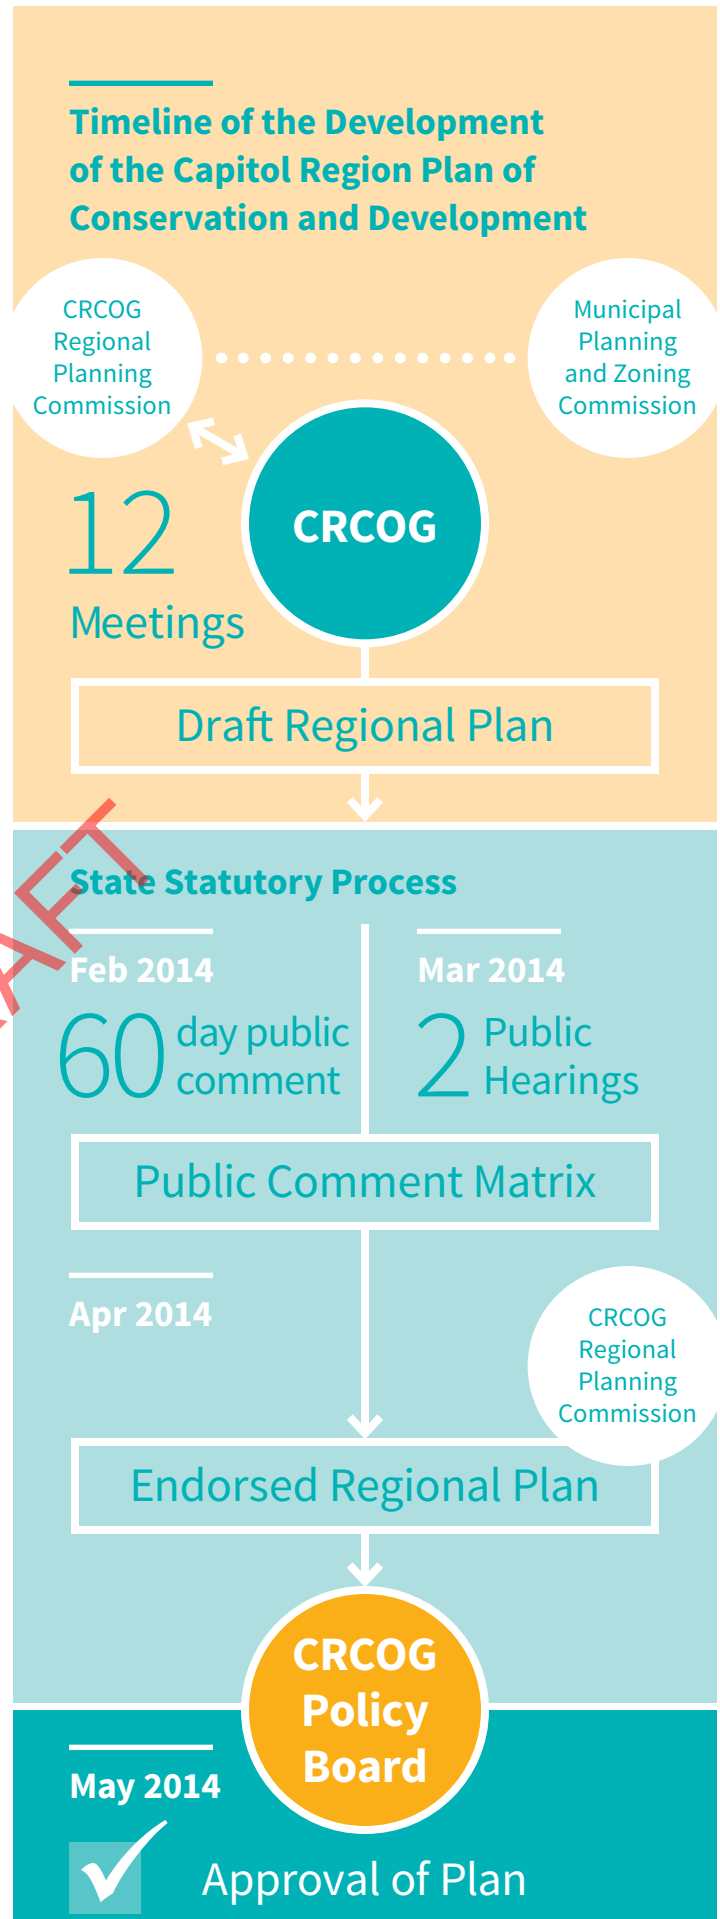 Timeline of the Development
of the Capitol Region Plan of
Conservation and Development
CRCOG
Regional
Planning
Commission
Municipal
Planning
and Zoning
Commission
CRCOG
12
Meetings
Draft Regional Plan
State Statutory Process
Feb 2014
60 day public
comment
Mar 2014
2 Public
Hearings
Public Comment Matrix
Apr 2014
CRCOG
Regional
Planning
Commission
Endorsed Regional Plan
CRCOG
Policy
Board
May 2014
Approval of Plan